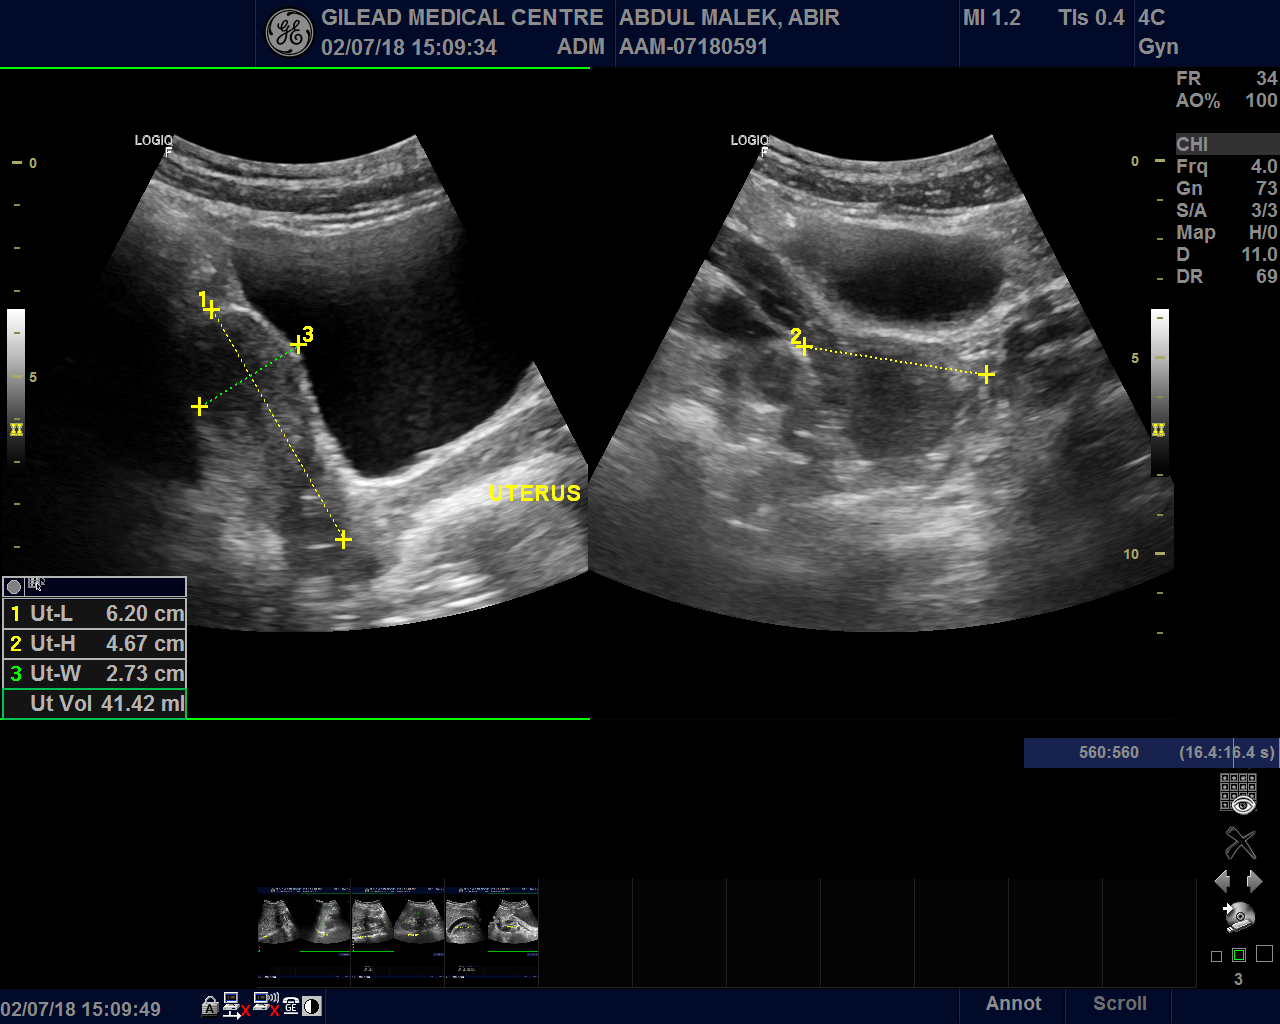 GILEAD MEDICAL CENTRE
02/07/18 15:09:34 ADM
ABDUL MALEK, ABIR
AAM-07180591
MI 1.2 TIs 0.4
4C
Gyn
FR 34
AO% 100
CHI
Frq 4.0
Gn 73
S/A 3/3
Map H/0
D 11.0
DR 69
LOGIQ
F
LOGIQ
F
0
5
0
5
10
1
3
2
UTERUS
1 Ut-L 6.20 cm
2 Ut-H 4.67 cm
3 Ut-W 2.73 cm
Ut Vol 41.42 ml
560:560 (16.4:16.4 s)
3
02/07/18 15:09:49
Annot
Scroll